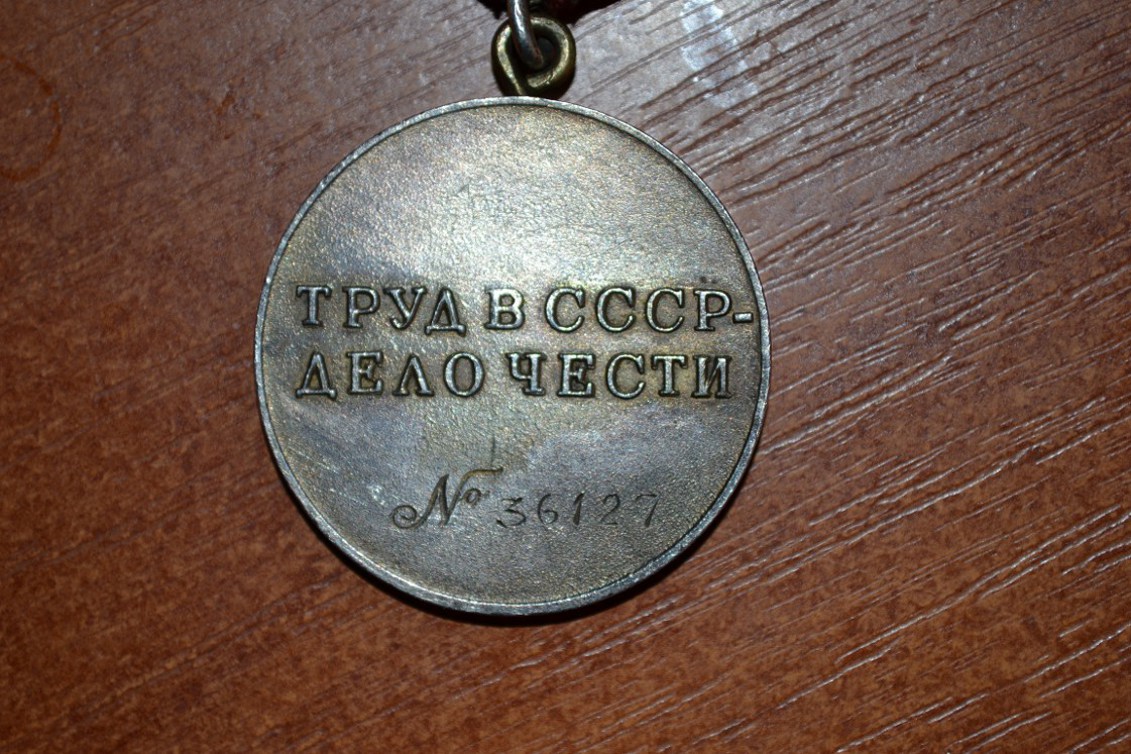 ТРУД В СССР-
ДЕЛО ЧЕСТИ
№ 36127